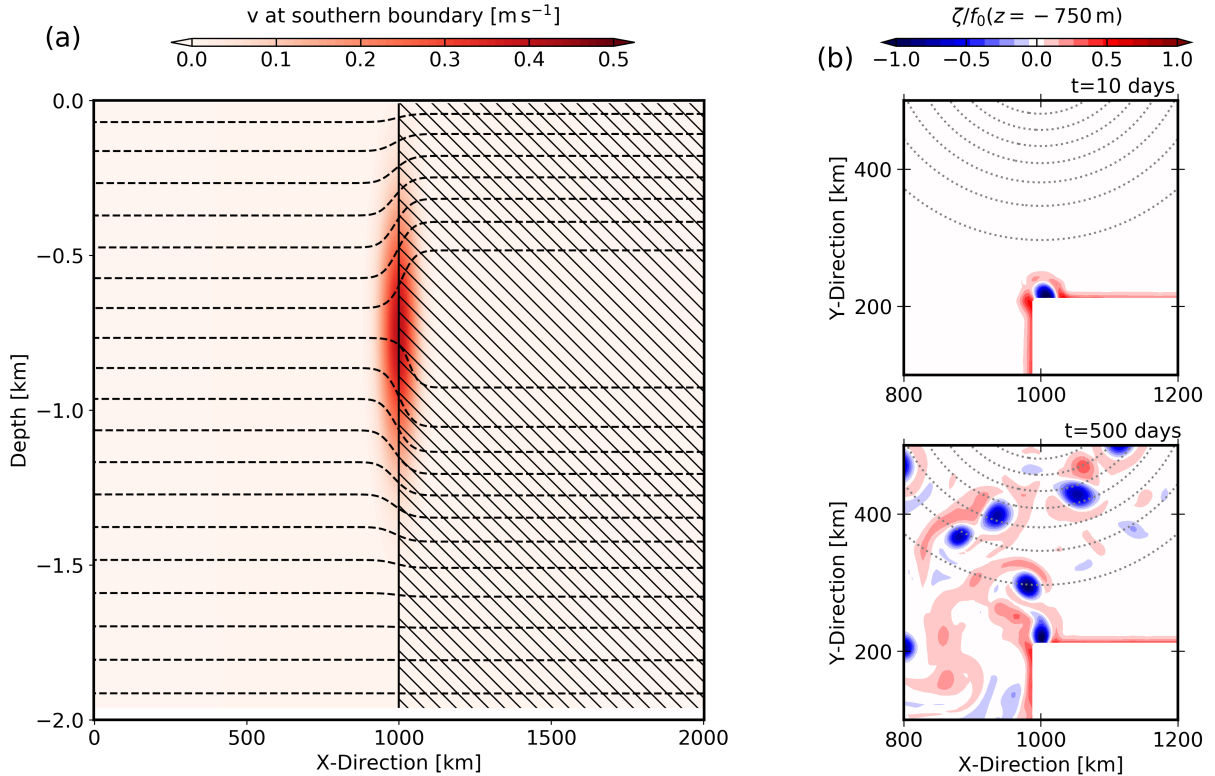 (a)
v at southern boundary [m s⁻¹]
0.0 0.1 0.2 0.3 0.4 0.5
0.0
−0.5
−1.0
−1.5
−2.0
Depth [km]
0 500 1000 1500 2000
X-Direction [km]
(b)
ζ/f₀(z = − 750 m)
−1.0 −0.5 0.0 0.5 1.0
t=10 days
400
200
Y-Direction [km]
800 1000 1200
t=500 days
400
200
Y-Direction [km]
800 1000 1200
X-Direction [km]